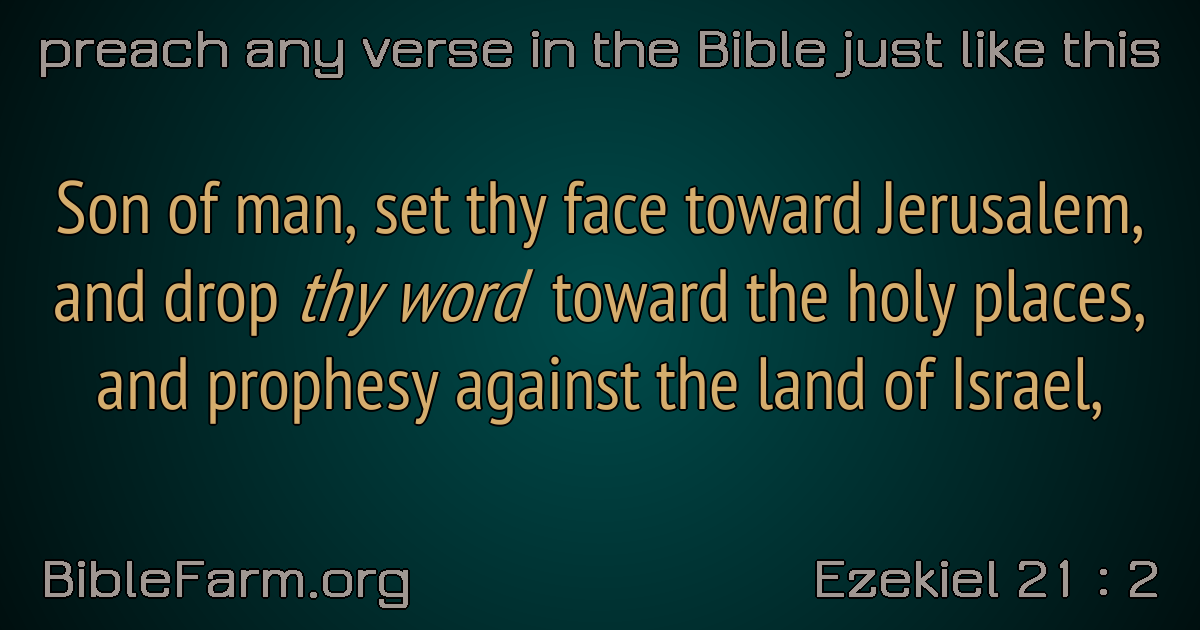 preach any verse in the Bible just like this
Son of man, set thy face toward Jerusalem,
and drop thy word toward the holy places,
and prophesy against the land of Israel,
BibleFarm.org
Ezekiel 21 : 2